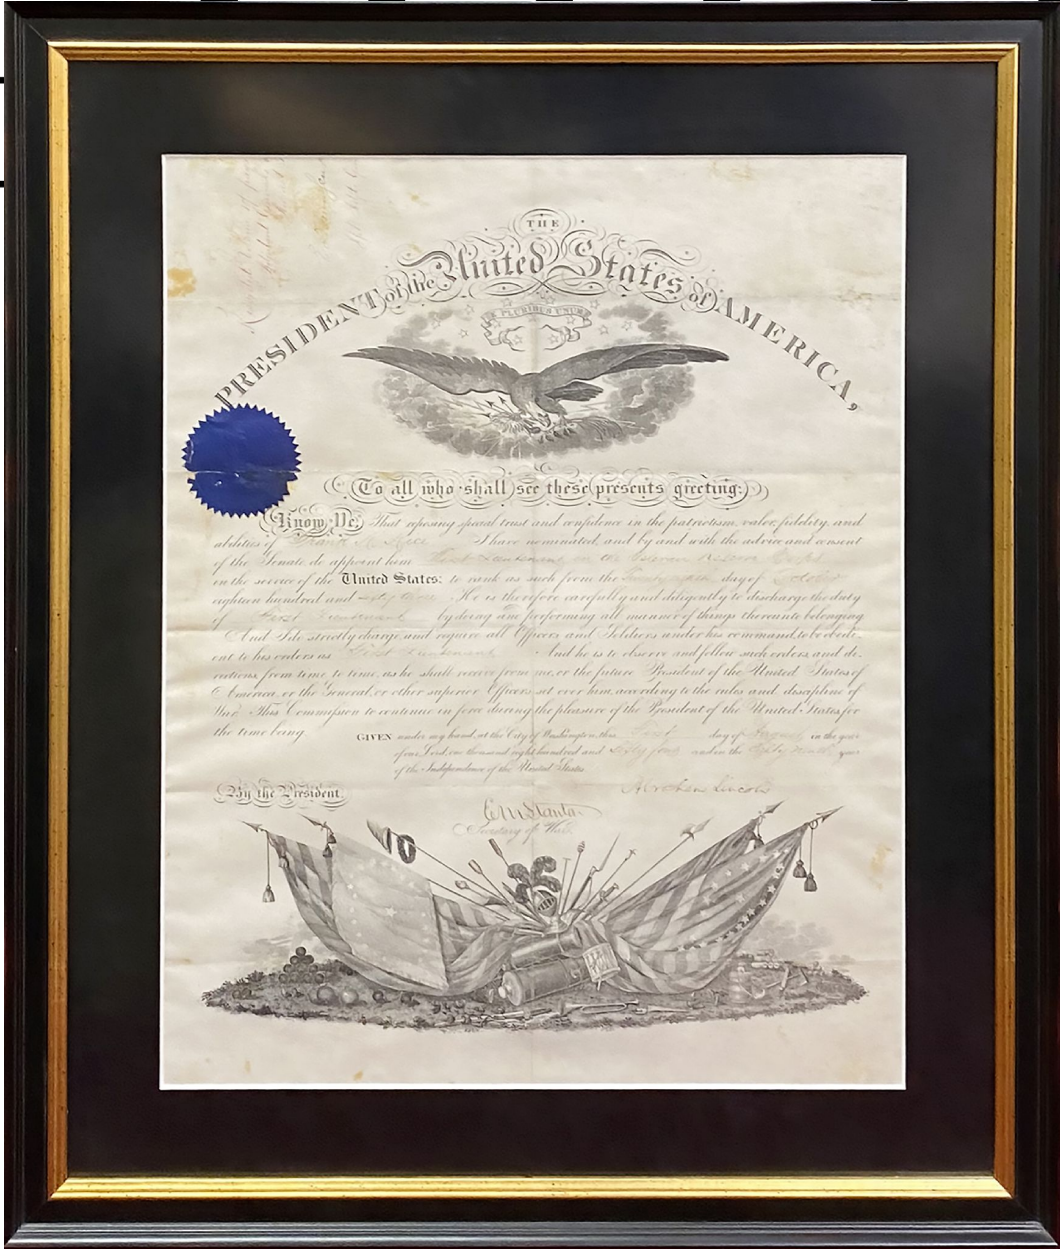 THE
PRESIDENT of the United States of AMERICA,
E PLURIBUS UNUM
To all who shall see these presents greeting:
Know Ye, That reposing special trust and confidence in the patriotism, valor, fidelity, and
abilities of I have nominated, and by and with the advice and consent
of the Senate, do appoint him First Lieutenant in the Veteran Reserve Corps
in the service of the United States: to rank as such from the day of October
eighteen hundred and sixty three. He is therefore carefully and diligently to discharge the duty
of First Lieutenant by doing and performing all manner of things thereunto belonging
And I do strictly charge, and require all Officers and Soldiers under his command, to be obedi-
ent to his orders as First Lieutenant And he is to observe and follow such orders, and di-
rections, from time to time, as he shall receive from me, or the future President of the United States of
America, or the General, or other superior Officers set over him, according to the rules and discipline of
War. This Commission to continue in force during the pleasure of the President of the United States, for
the time being.
GIVEN under my hand, at the City of Washington, this First day of August in the year
of our Lord, one thousand eight hundred and sixty four and in the Eighty Ninth year
of the Independence of the United States
By the President,
Abraham Lincoln
E M Stanton
Secretary of War.